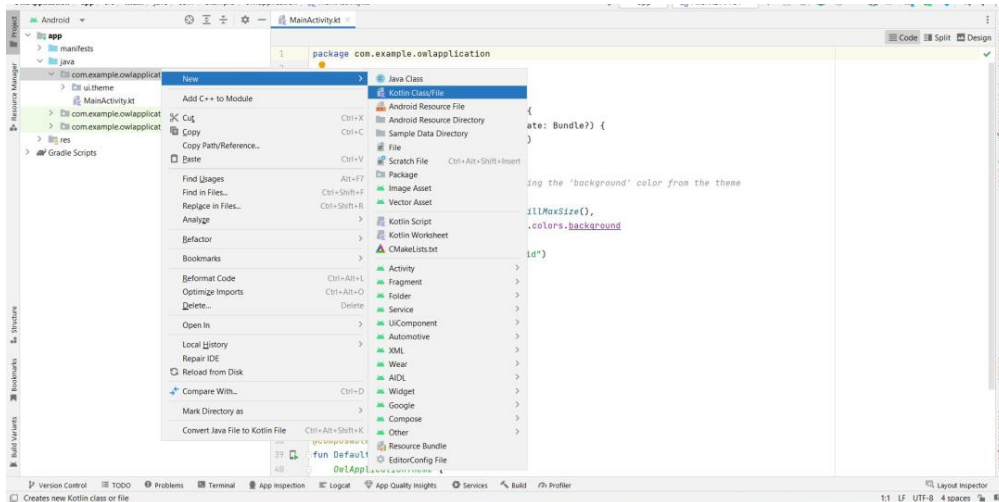 Android
MainActivity.kt
Code
Split
Design
Project
Resource Manager
Structure
Bookmarks
Build Variants
app
manifests
java
com.example.owlapplicat
ui.theme
MainActivity.kt
com.example.owlapplicat
com.example.owlapplicat
res
Gradle Scripts
New
Add C++ to Module
Cut Ctrl+X
Copy Ctrl+C
Copy Path/Reference...
Paste Ctrl+V
Find Usages Alt+F7
Find in Files... Ctrl+Shift+F
Replace in Files... Ctrl+Shift+R
Analyze
Refactor
Bookmarks
Reformat Code Ctrl+Alt+L
Optimize Imports Ctrl+Alt+O
Delete... Delete
Open In
Local History
Repair IDE
Reload from Disk
Compare With... Ctrl+D
Mark Directory as
Convert Java File to Kotlin File Ctrl+Alt+Shift+K
Java Class
Kotlin Class/File
Android Resource File
Android Resource Directory
Sample Data Directory
File
Scratch File Ctrl+Alt+Shift+Insert
Package
Image Asset
Vector Asset
Kotlin Script
Kotlin Worksheet
CMakeLists.txt
Activity
Fragment
Folder
Service
UiComponent
Automotive
XML
Wear
AIDL
Widget
Google
Compose
Other
Resource Bundle
EditorConfig File
1 package com.example.owlapplication
{
ate: Bundle?) {
)
ing the 'background' color from the theme
illMaxSize(),
.colors.background
id")
39 fun Default
40 OwlApplicationTheme {
Version Control
TODO
Problems
Terminal
App Inspection
Logcat
App Quality Insights
Services
Build
Profiler
Layout Inspector
Creates new Kotlin class or file
1:1 LF UTF-8 4 spaces